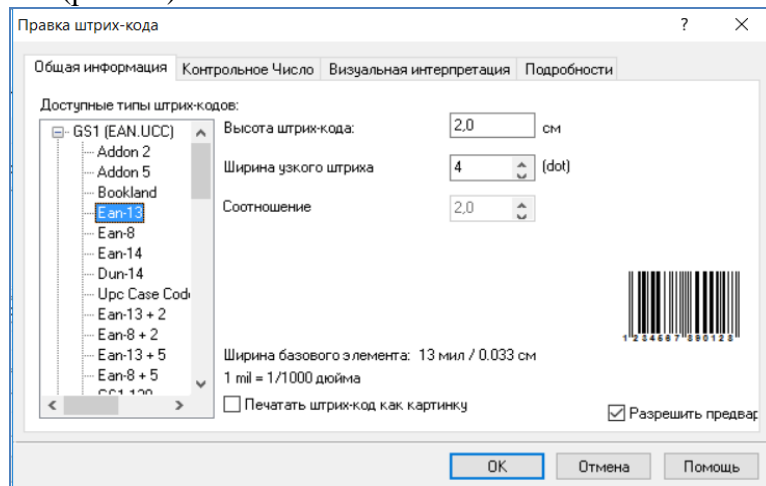 Правка штрих-кода ?
Общая информация Контрольное Число Визуальная интерпретация Подробности
Доступные типы штрих-кодов:
GS1 (EAN.UCC)
Addon 2
Addon 5
Bookland
Ean-13
Ean-8
Ean-14
Dun-14
Upc Case Cod
Ean-13 + 2
Ean-8 + 2
Ean-13 + 5
Ean-8 + 5
Высота штрих-кода: 2,0 см
Ширина узкого штриха 4 (dot)
Соотношение 2,0
1 234567 890128
Ширина базового элемента: 13 мил / 0.033 см
1 mil = 1/1000 дюйма
Печатать штрих-код как картинку
Разрешить предвар
OK Отмена Помощь